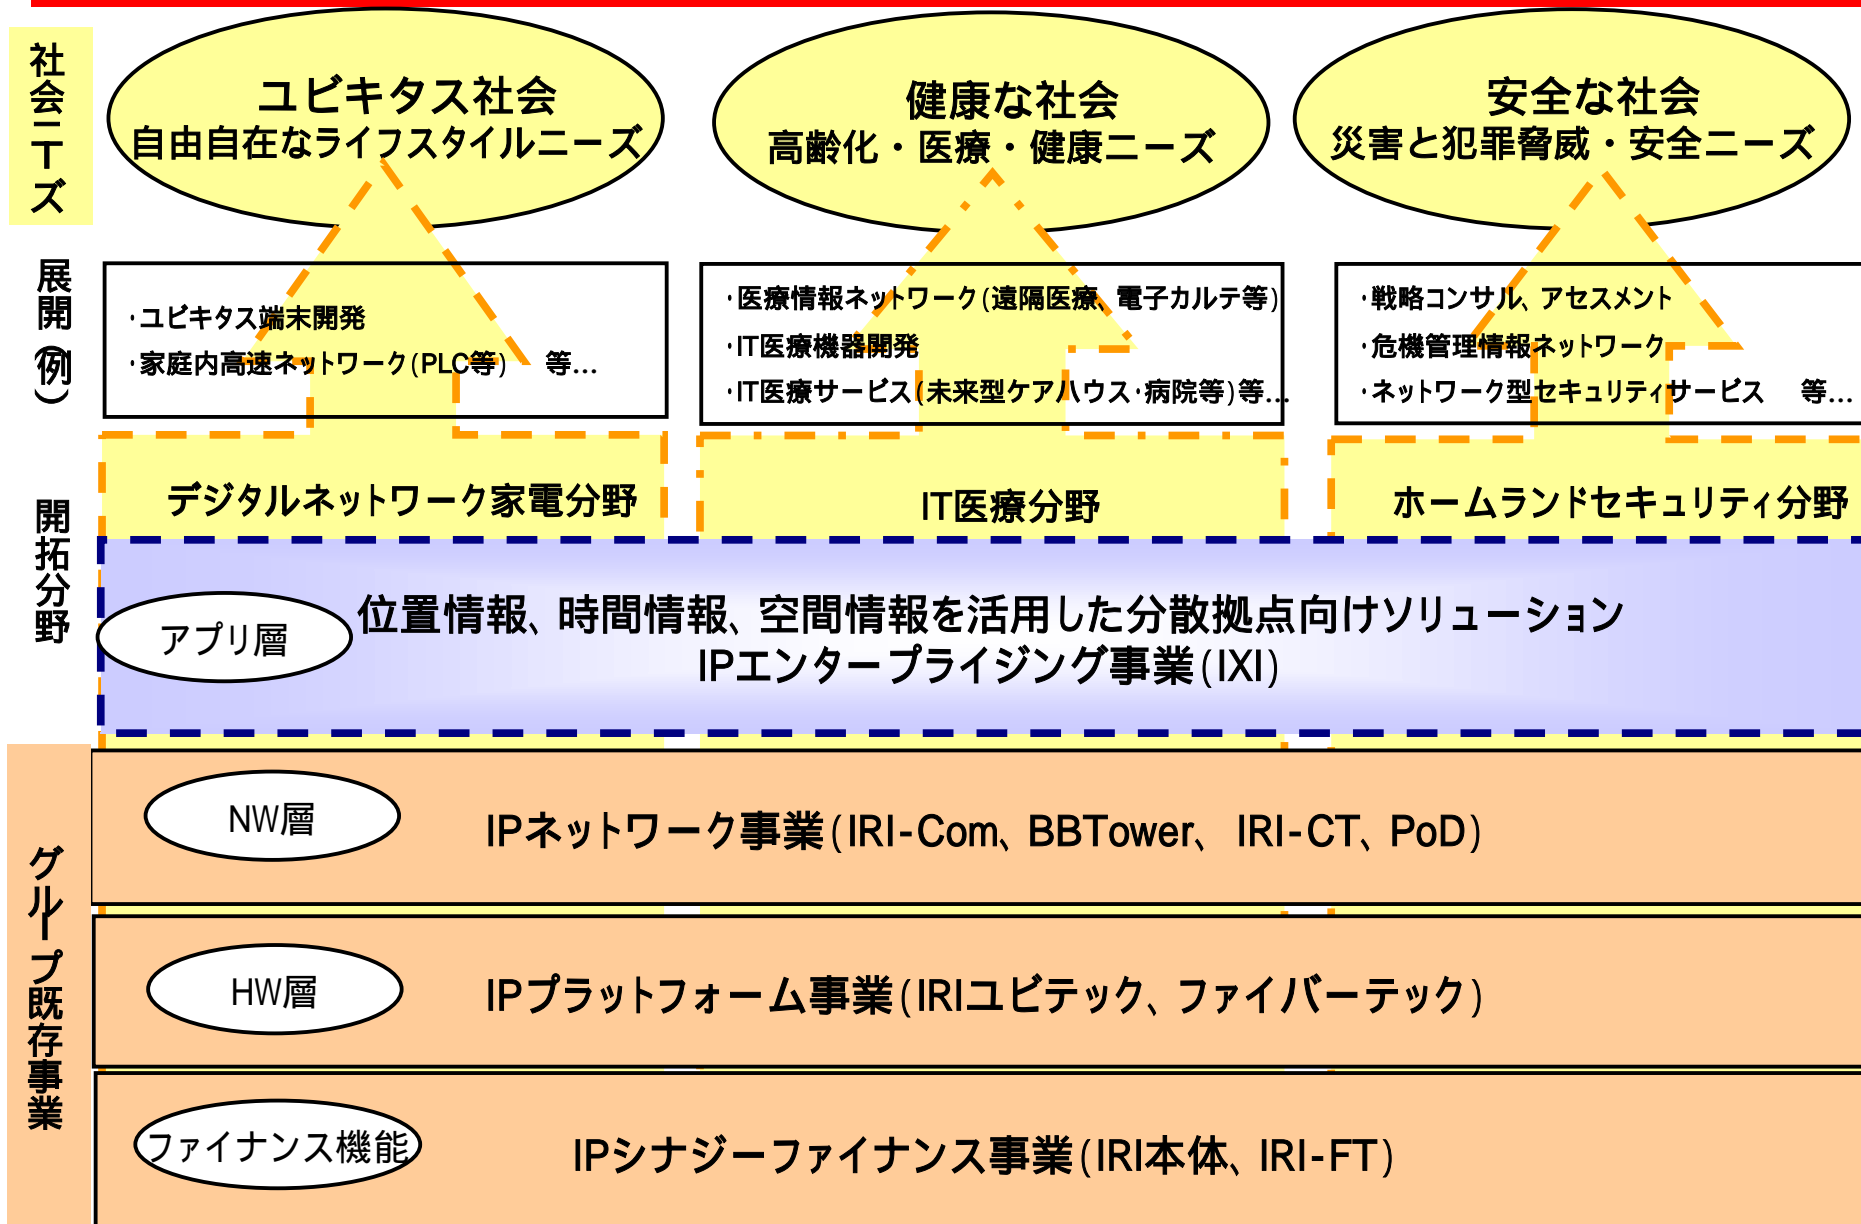 社会ニーズ
ユビキタス社会
自由自在なライフスタイルニーズ
健康な社会
高齢化・医療・健康ニーズ
安全な社会
災害と犯罪脅威・安全ニーズ
展開(例)
・ユビキタス端末開発
・家庭内高速ネットワーク(PLC等) 等…
・医療情報ネットワーク(遠隔医療、電子カルテ等)
・IT医療機器開発
・IT医療サービス(未来型ケアハウス・病院等)等…
・戦略コンサル、アセスメント
・危機管理情報ネットワーク
・ネットワーク型セキュリティサービス 等…
開拓分野
デジタルネットワーク家電分野
IT医療分野
ホームランドセキュリティ分野
アプリ層
位置情報、時間情報、空間情報を活用した分散拠点向けソリューション
IPエンタープライジング事業(IXI)
グループ既存事業
NW層
IPネットワーク事業(IRI-Com、BBTower、 IRI-CT、PoD)
HW層
IPプラットフォーム事業(IRIユビテック、ファイバーテック)
ファイナンス機能
IPシナジーファイナンス事業(IRI本体、IRI-FT)